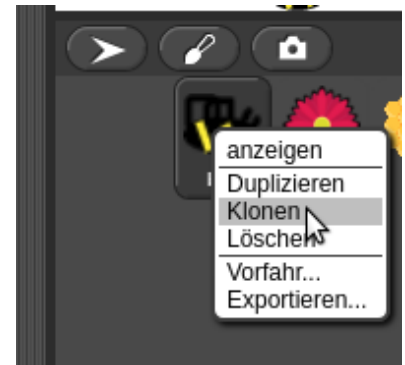 anzeigen
Duplizieren
Klonen
Löschen
Vorfahr...
Exportieren...